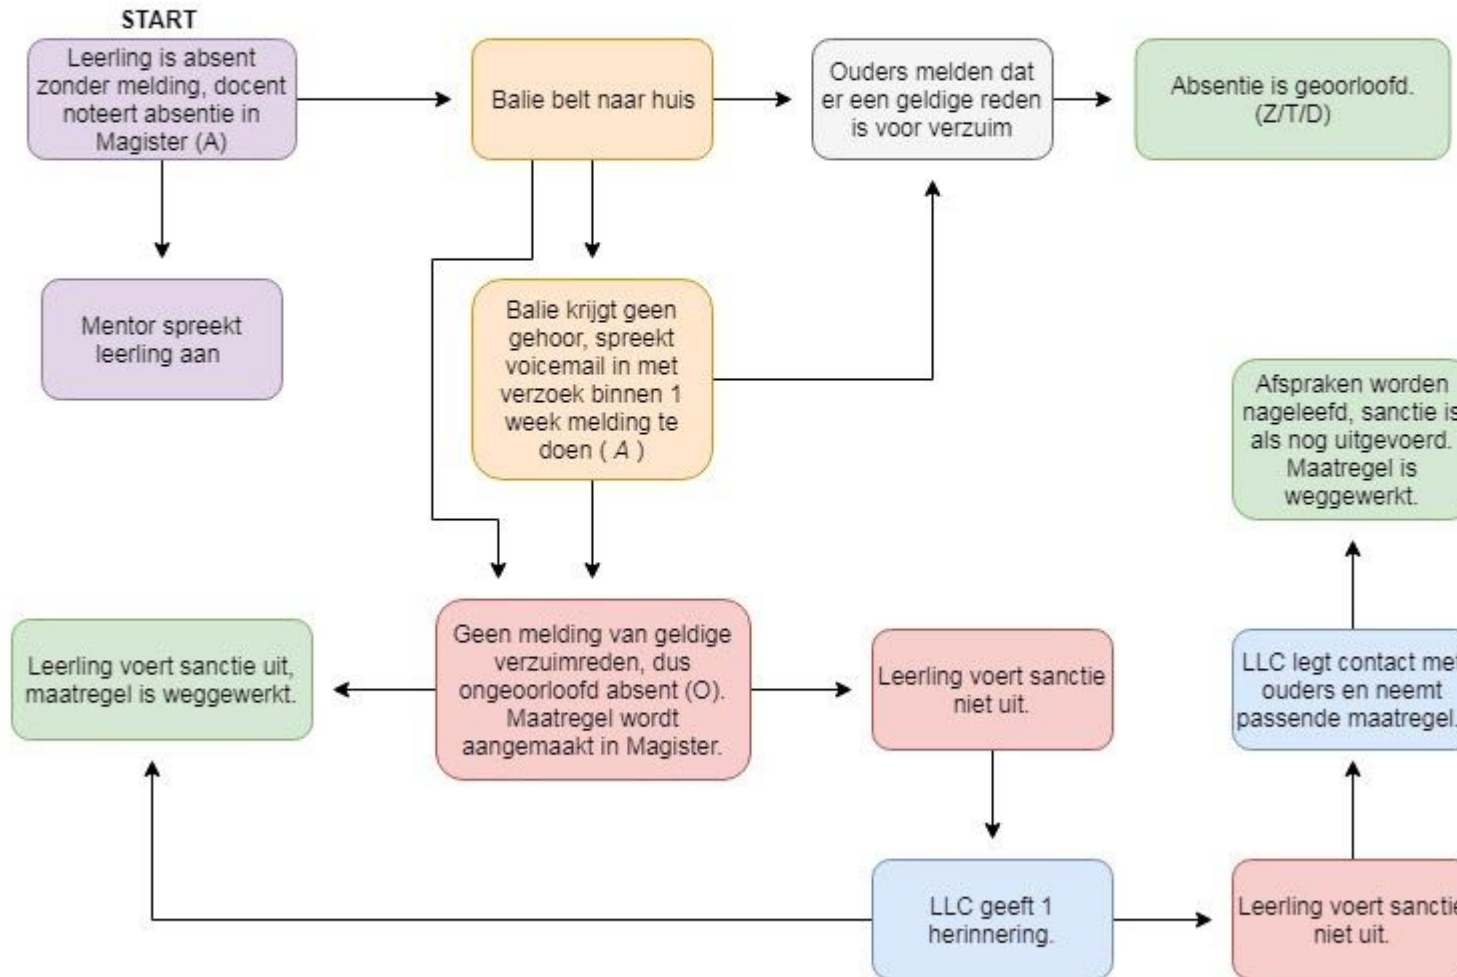 START
Leerling is absent
zonder melding, docent
noteert absentie in
Magister (A)
Balie belt naar huis
Ouders melden dat
er een geldige reden
is voor verzuim
Absentie is geoorloofd.
(Z/T/D)
Mentor spreekt
leerling aan
Balie krijgt geen
gehoor, spreekt
voicemail in met
verzoek binnen 1
week melding te
doen ( A )
Afspraken worden
nageleefd, sanctie is
als nog uitgevoerd.
Maatregel is
weggewerkt.
Leerling voert sanctie uit,
maatregel is weggewerkt.
Geen melding van geldige
verzuimreden, dus
ongeoorloofd absent (O).
Maatregel wordt
aangemaakt in Magister.
Leerling voert sanctie
niet uit.
LLC legt contact met
ouders en neemt
passende maatregel.
LLC geeft 1
herinnering.
Leerling voert sanctie
niet uit.